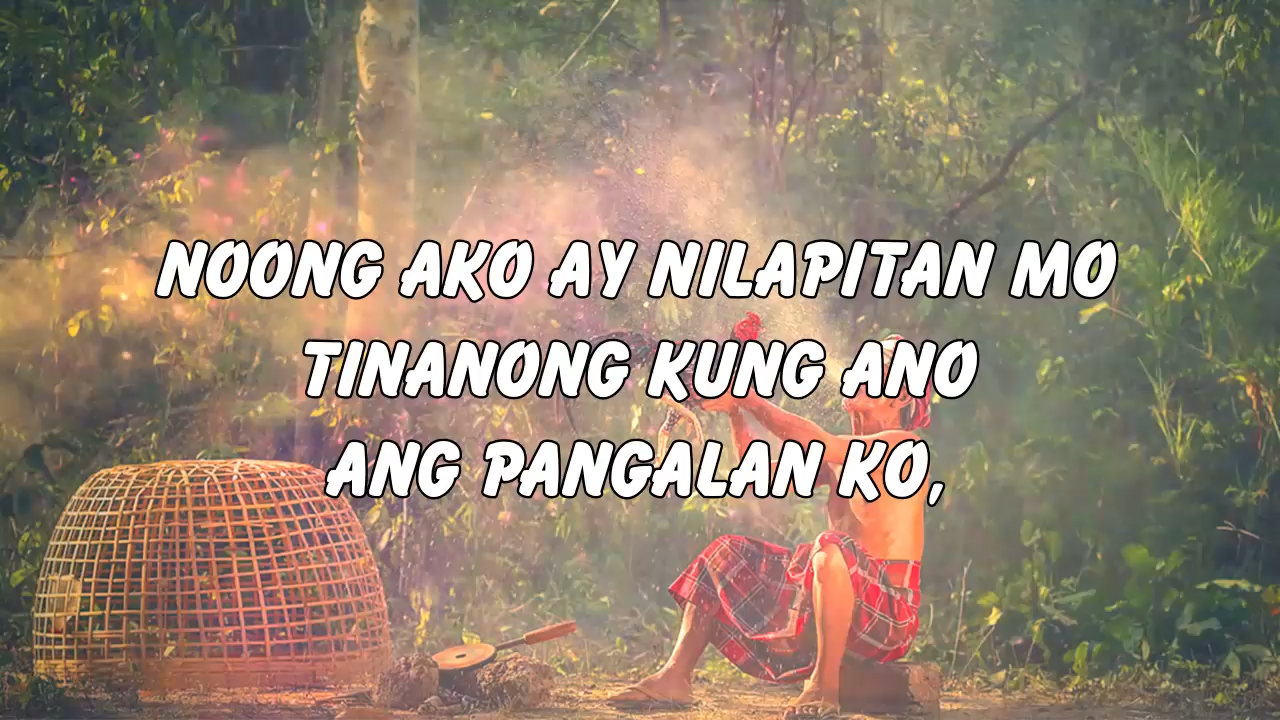 NOONG AKO AY NILAPITAN MO
TINANONG KUNG ANO
ANG PANGALAN KO,